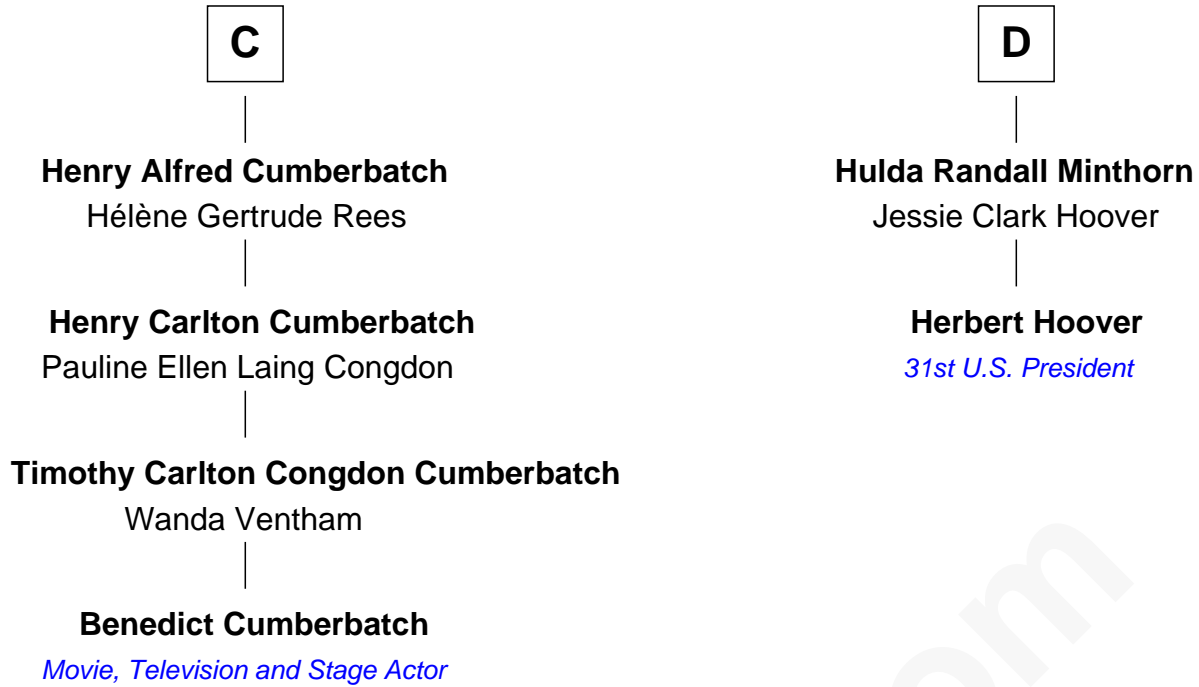 C
Henry Alfred Cumberbatch
Hélène Gertrude Rees
Henry Carlton Cumberbatch
Pauline Ellen Laing Congdon
Timothy Carlton Congdon Cumberbatch
Wanda Ventham
Benedict Cumberbatch
Movie, Television and Stage Actor
D
Hulda Randall Minthorn
Jessie Clark Hoover
Herbert Hoover
31st U.S. President
om